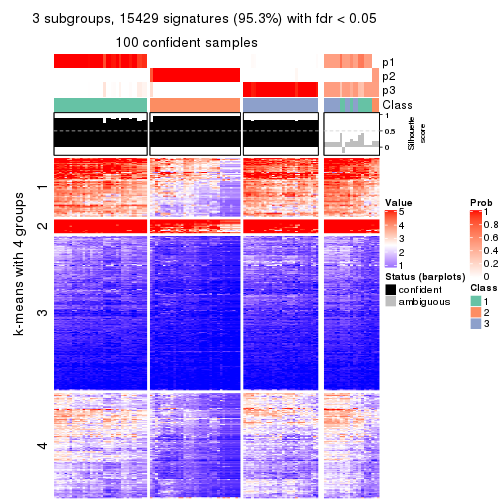 3 subgroups, 15429 signatures (95.3%) with fdr < 0.05
100 confident samples
p1
p2
p3
Class
1
0.5
0
Silhouette
score
k-means with 4 groups
1
2
3
4
Value
5
4
3
2
1
Status (barplots)
confident
ambiguous
Prob
1
0.8
0.6
0.4
0.2
0
Class
1
2
3